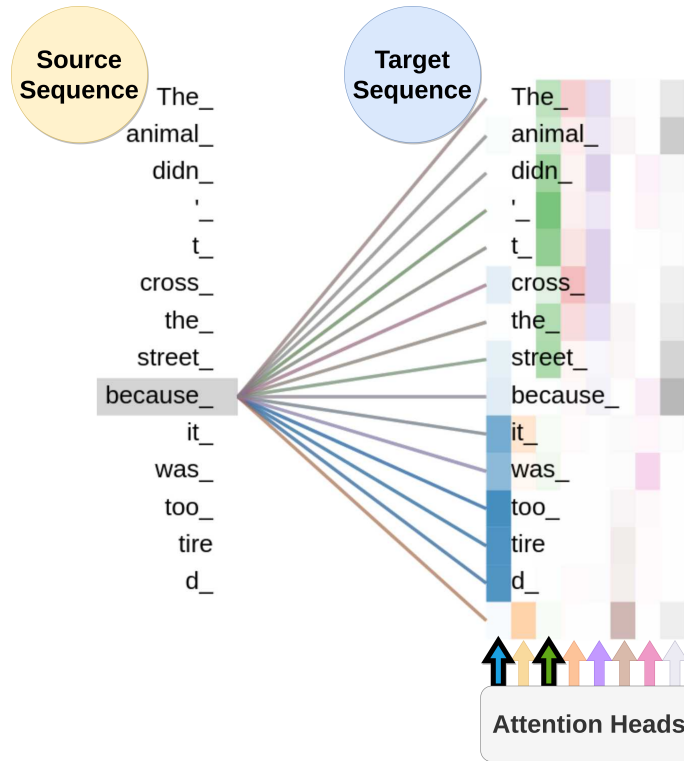 Source
Sequence
Target
Sequence
The_
animal_
didn_
'_
t_
cross_
the_
street_
because_
it_
was_
too_
tire
d_
The_
animal_
didn_
'_
t_
cross_
the_
street_
because_
it_
was_
too_
tire
d_
Attention Heads